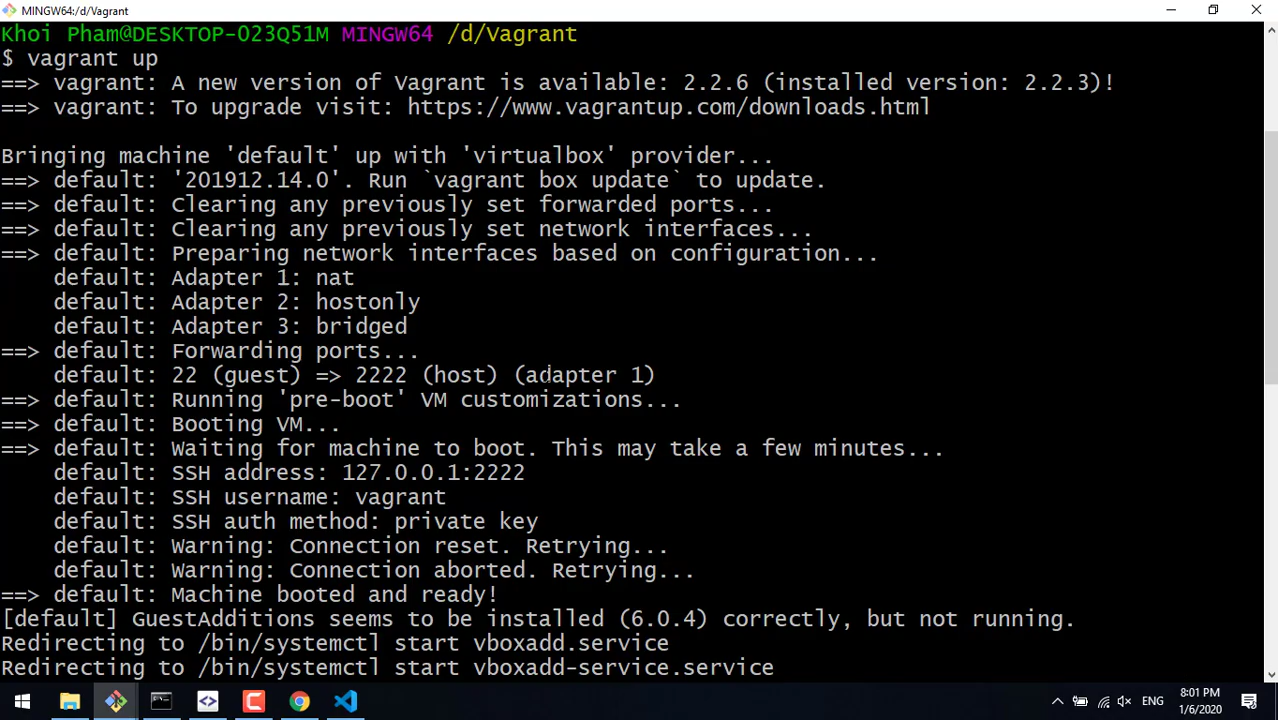 MINGW64:/d/Vagrant
Khoi Pham@DESKTOP-O23Q51M MINGW64 /d/Vagrant
$ vagrant up
==> vagrant: A new version of Vagrant is available: 2.2.6 (installed version: 2.2.3)!
==> vagrant: To upgrade visit: https://www.vagrantup.com/downloads.html
Bringing machine 'default' up with 'virtualbox' provider...
==> default: '201912.14.0'. Run `vagrant box update` to update.
==> default: Clearing any previously set forwarded ports...
==> default: Clearing any previously set network interfaces...
==> default: Preparing network interfaces based on configuration...
default: Adapter 1: nat
default: Adapter 2: hostonly
default: Adapter 3: bridged
==> default: Forwarding ports...
default: 22 (guest) => 2222 (host) (adapter 1)
==> default: Running 'pre-boot' VM customizations...
==> default: Booting VM...
==> default: Waiting for machine to boot. This may take a few minutes...
default: SSH address: 127.0.0.1:2222
default: SSH username: vagrant
default: SSH auth method: private key
default: Warning: Connection reset. Retrying...
default: Warning: Connection aborted. Retrying...
==> default: Machine booted and ready!
[default] GuestAdditions seems to be installed (6.0.4) correctly, but not running.
Redirecting to /bin/systemctl start vboxadd.service
Redirecting to /bin/systemctl start vboxadd-service.service
ENG
8:01 PM
1/6/2020